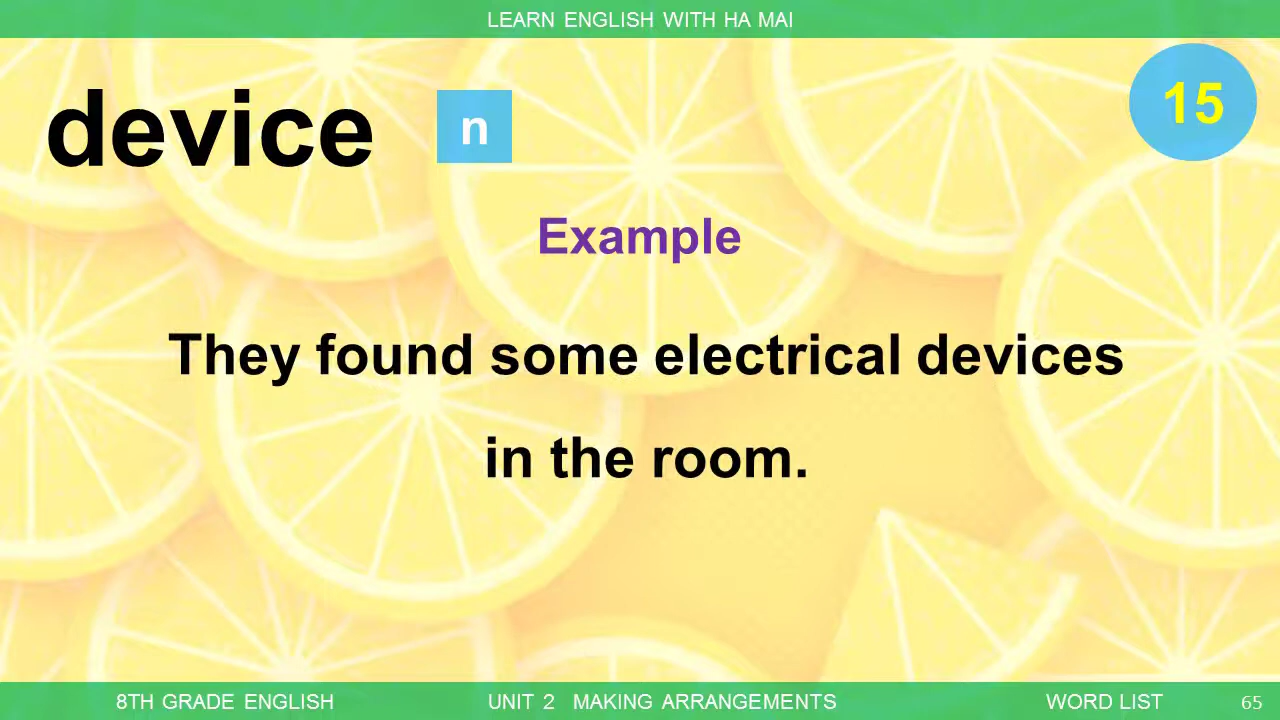 LEARN ENGLISH WITH HA MAI
device n
15
Example
They found some electrical devices
in the room.
8TH GRADE ENGLISH UNIT 2 MAKING ARRANGEMENTS WORD LIST 65